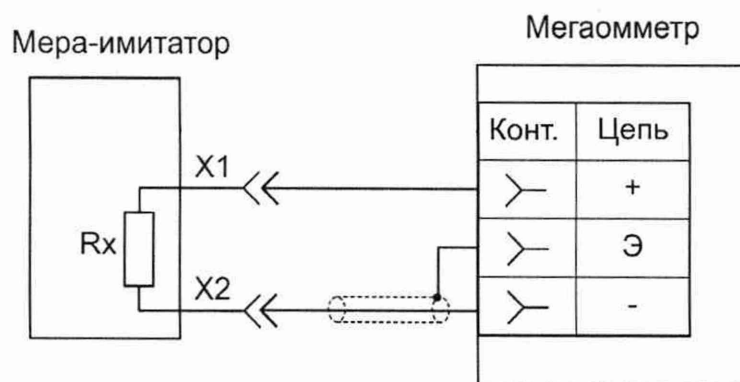 Мера-имитатор
Мегаомметр
Конт. Цепь
X1
+
Rx
Э
X2
-